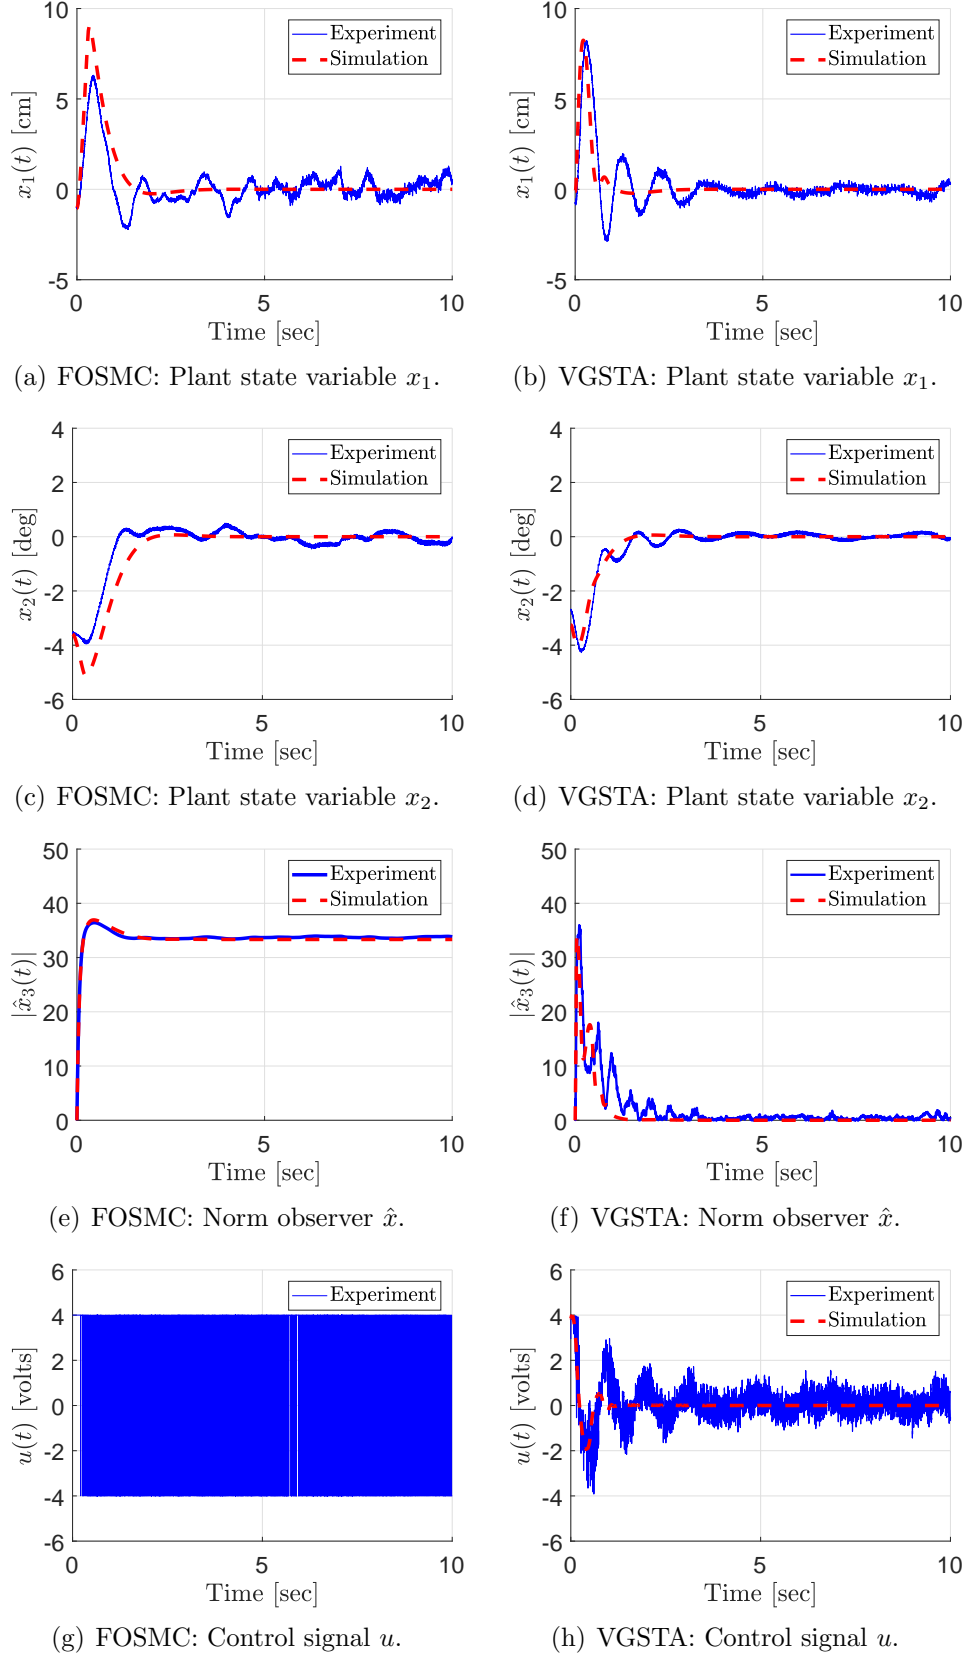 10
5
0
-5
x₁(t) [cm]
Experiment
Simulation
0
5
10
Time [sec]
(a) FOSMC: Plant state variable x₁.
10
5
0
-5
x₁(t) [cm]
Experiment
Simulation
0
5
10
Time [sec]
(b) VGSTA: Plant state variable x₁.
4
2
0
-2
-4
-6
x₂(t) [deg]
Experiment
Simulation
0
5
10
Time [sec]
(c) FOSMC: Plant state variable x₂.
4
2
0
-2
-4
-6
x₂(t) [deg]
Experiment
Simulation
0
5
10
Time [sec]
(d) VGSTA: Plant state variable x₂.
50
40
30
20
10
0
|x̂₃(t)|
Experiment
Simulation
0
5
10
Time [sec]
(e) FOSMC: Norm observer x̂.
50
40
30
20
10
0
|x̂₃(t)|
Experiment
Simulation
0
5
10
Time [sec]
(f) VGSTA: Norm observer x̂.
6
4
2
0
-2
-4
-6
u(t) [volts]
Experiment
0
5
10
Time [sec]
(g) FOSMC: Control signal u.
6
4
2
0
-2
-4
-6
u(t) [volts]
Experiment
Simulation
0
5
10
Time [sec]
(h) VGSTA: Control signal u.